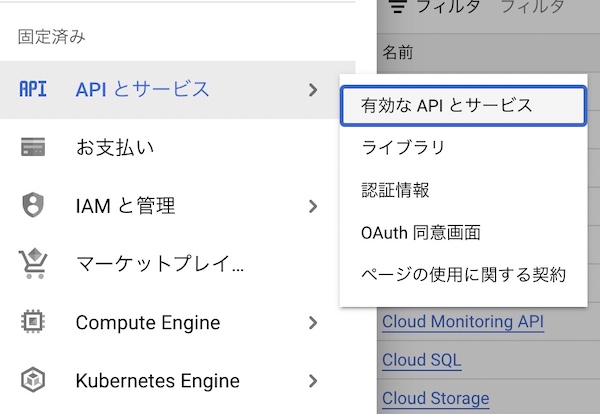 固定済み
API API とサービス
お支払い
IAM と管理
マーケットプレイ...
Compute Engine
Kubernetes Engine
有効な API とサービス
ライブラリ
認証情報
OAuth 同意画面
ページの使用に関する契約
フィルタ フィルタ
名前
Cloud Monitoring API
Cloud SQL
Cloud Storage